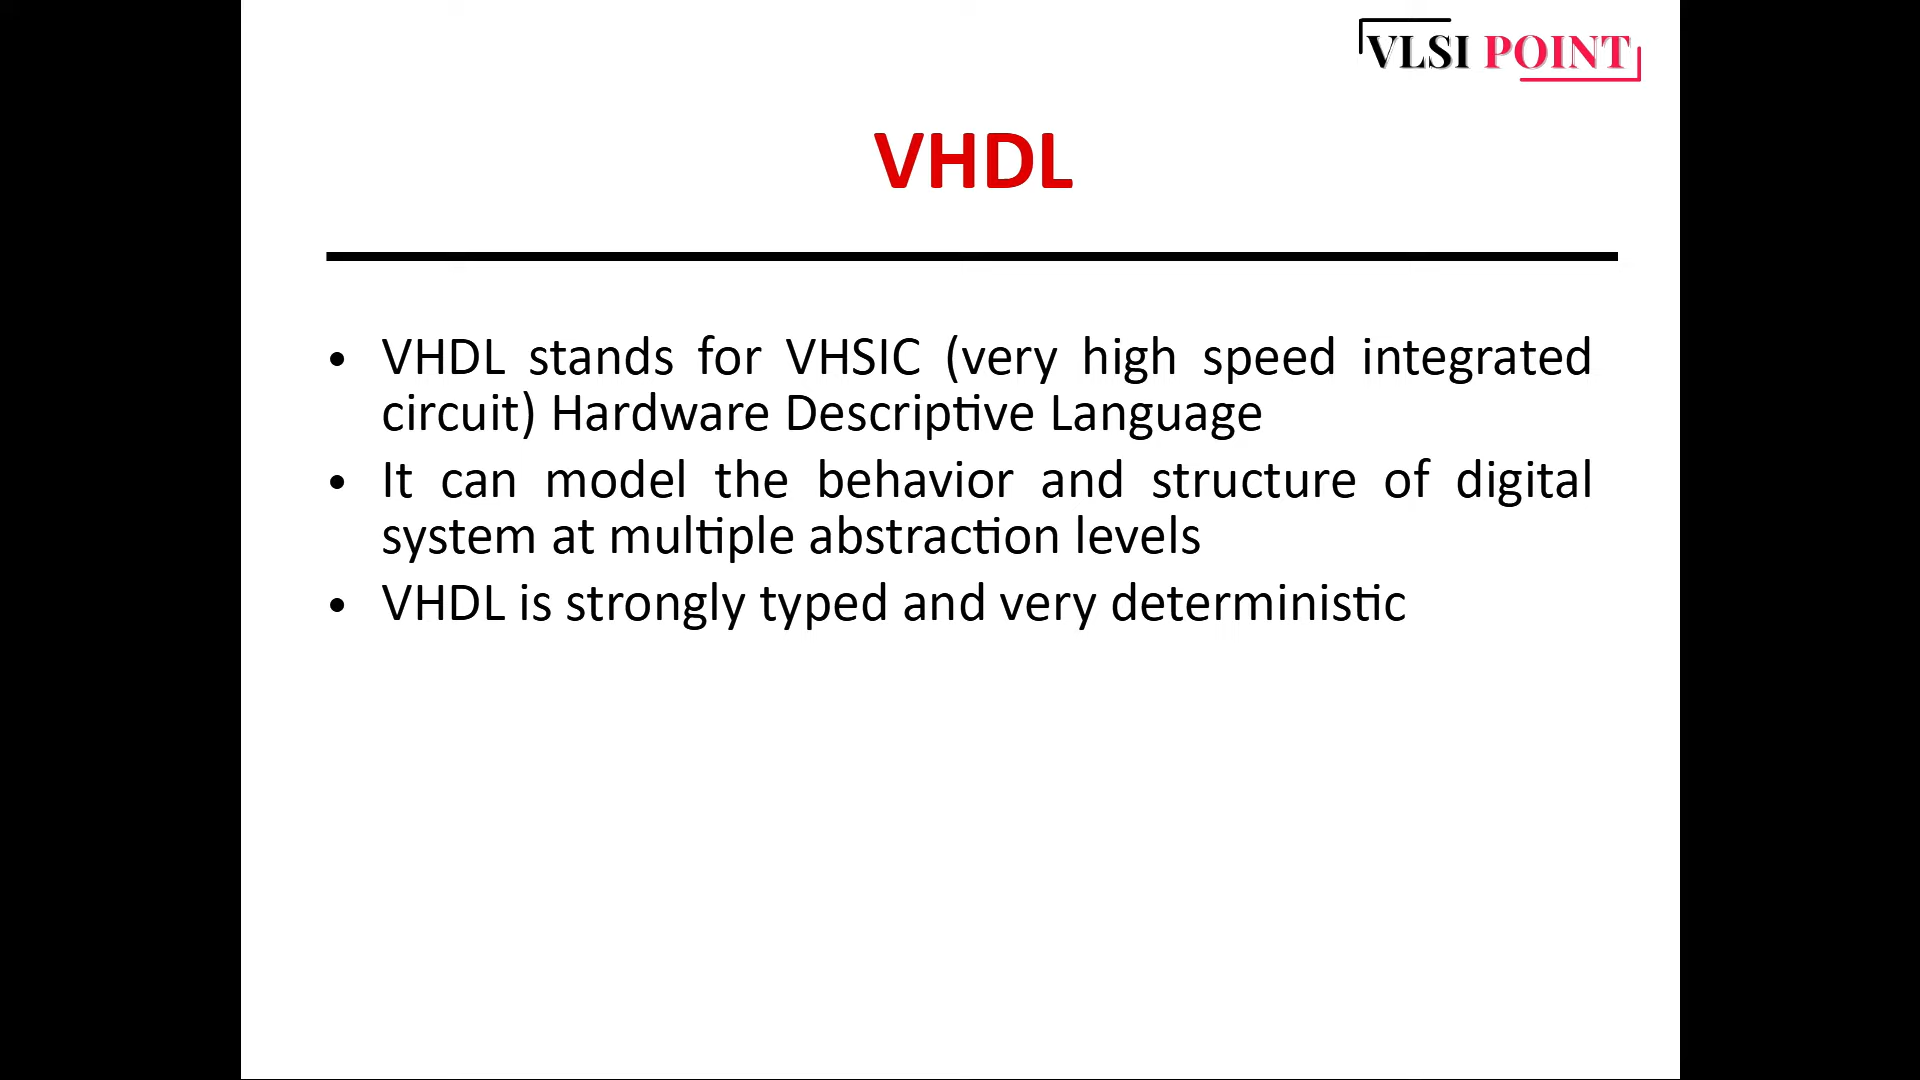 VLSI POINT
VHDL
• VHDL stands for VHSIC (very high speed integrated
circuit) Hardware Descriptive Language
• It can model the behavior and structure of digital
system at multiple abstraction levels
• VHDL is strongly typed and very deterministic